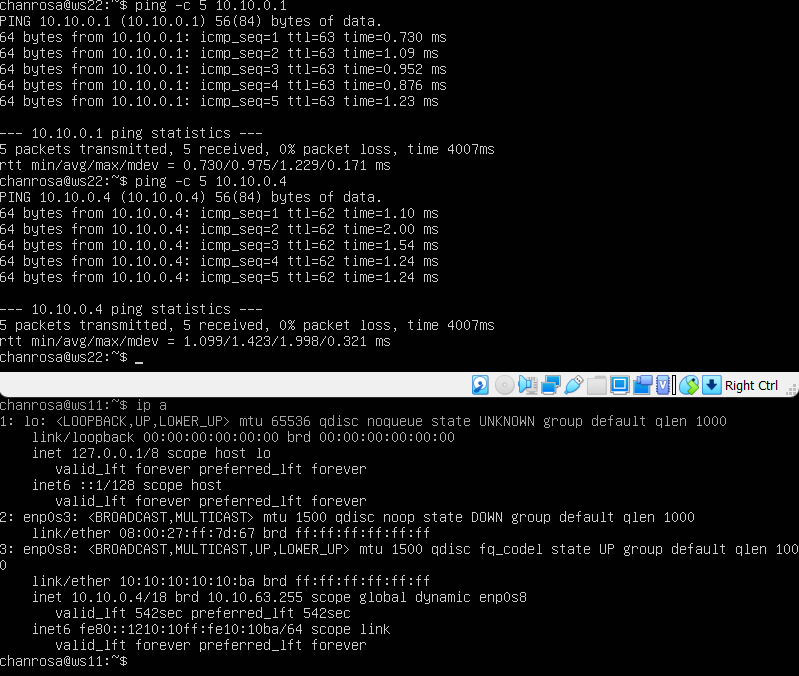 chanrosa@ws22:~$ ping -c 5 10.10.0.1
PING 10.10.0.1 (10.10.0.1) 56(84) bytes of data.
64 bytes from 10.10.0.1: icmp_seq=1 ttl=63 time=0.730 ms
64 bytes from 10.10.0.1: icmp_seq=2 ttl=63 time=1.09 ms
64 bytes from 10.10.0.1: icmp_seq=3 ttl=63 time=0.952 ms
64 bytes from 10.10.0.1: icmp_seq=4 ttl=63 time=0.876 ms
64 bytes from 10.10.0.1: icmp_seq=5 ttl=63 time=1.23 ms
--- 10.10.0.1 ping statistics ---
5 packets transmitted, 5 received, 0% packet loss, time 4007ms
rtt min/avg/max/mdev = 0.730/0.975/1.229/0.171 ms
chanrosa@ws22:~$ ping -c 5 10.10.0.4
PING 10.10.0.4 (10.10.0.4) 56(84) bytes of data.
64 bytes from 10.10.0.4: icmp_seq=1 ttl=62 time=1.10 ms
64 bytes from 10.10.0.4: icmp_seq=2 ttl=62 time=2.00 ms
64 bytes from 10.10.0.4: icmp_seq=3 ttl=62 time=1.54 ms
64 bytes from 10.10.0.4: icmp_seq=4 ttl=62 time=1.24 ms
64 bytes from 10.10.0.4: icmp_seq=5 ttl=62 time=1.24 ms
--- 10.10.0.4 ping statistics ---
5 packets transmitted, 5 received, 0% packet loss, time 4007ms
rtt min/avg/max/mdev = 1.099/1.423/1.998/0.321 ms
chanrosa@ws22:~$ _
Right Ctrl
chanrosa@ws11:~$ ip a
1: lo: <LOOPBACK,UP,LOWER_UP> mtu 65536 qdisc noqueue state UNKNOWN group default qlen 1000
link/loopback 00:00:00:00:00:00 brd 00:00:00:00:00:00
inet 127.0.0.1/8 scope host lo
valid_lft forever preferred_lft forever
inet6 ::1/128 scope host
valid_lft forever preferred_lft forever
2: enp0s3: <BROADCAST,MULTICAST> mtu 1500 qdisc noop state DOWN group default qlen 1000
link/ether 08:00:27:ff:7d:67 brd ff:ff:ff:ff:ff:ff
3: enp0s8: <BROADCAST,MULTICAST,UP,LOWER_UP> mtu 1500 qdisc fq_codel state UP group default qlen 100
0
link/ether 10:10:10:10:10:ba brd ff:ff:ff:ff:ff:ff
inet 10.10.0.4/18 brd 10.10.63.255 scope global dynamic enp0s8
valid_lft 542sec preferred_lft 542sec
inet6 fe80::1210:10ff:fe10:10ba/64 scope link
valid_lft forever preferred_lft forever
chanrosa@ws11:~$